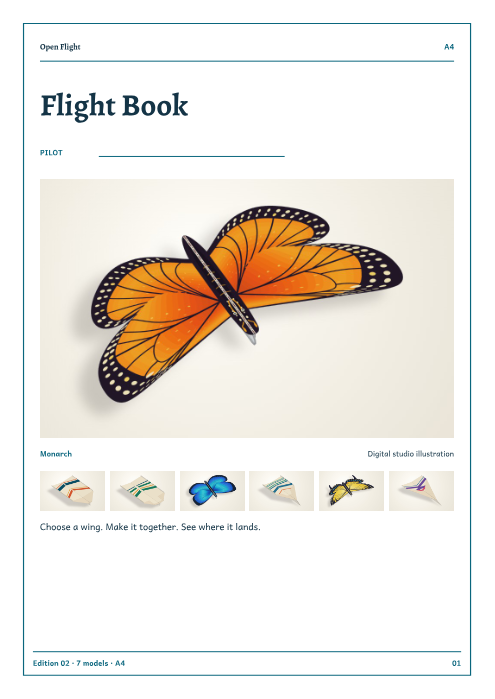 Open Flight
A4
Flight Book
PILOT
Monarch
Digital studio illustration
Choose a wing. Make it together. See where it lands.
Edition 02 · 7 models · A4
01